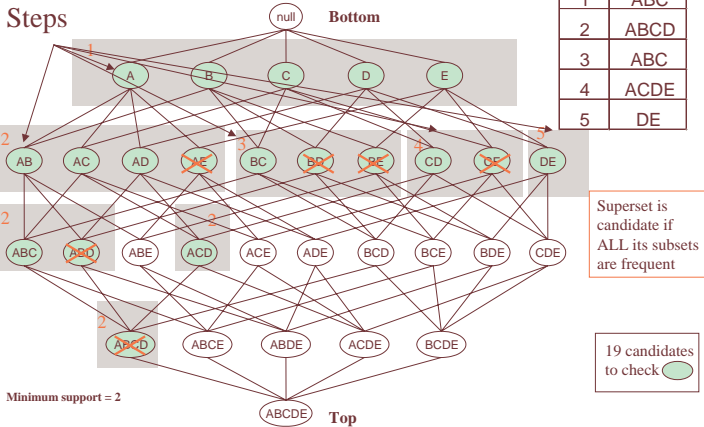 Steps
null
Bottom
1 ABC
2 ABCD
3 ABC
4 ACDE
5 DE
1
A B C D E
2 3 4 5
AB AC AD AE BC BD BE CD CE DE
2 2
ABC ABD ABE ACD ACE ADE BCD BCE BDE CDE
Superset is
candidate if
ALL its subsets
are frequent
2
ABCD ABCE ABDE ACDE BCDE
19 candidates
to check
Minimum support = 2
ABCDE
Top